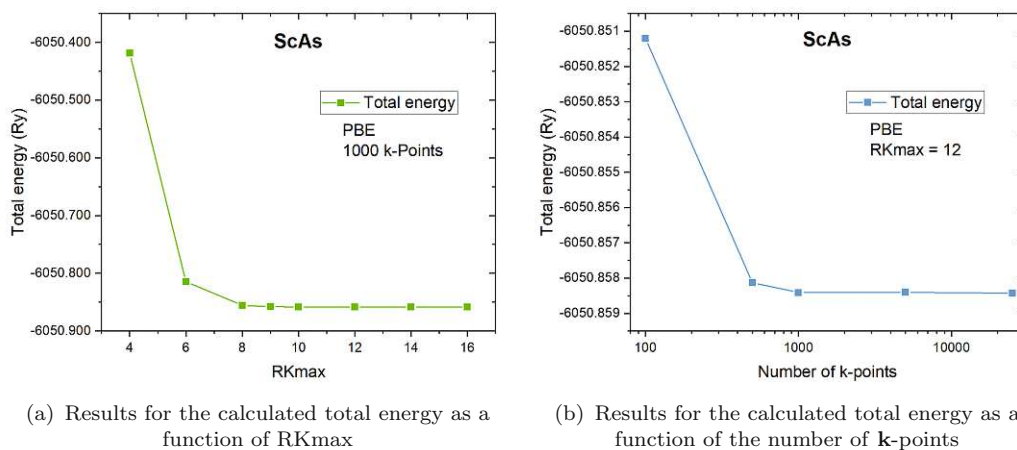 ScAs
-6050.400
-6050.500
-6050.600
-6050.700
-6050.800
-6050.900
Total energy (Ry)
Total energy
PBE
1000 k-Points
4 6 8 10 12 14 16
RKmax
(a) Results for the calculated total energy as a
function of RKmax
ScAs
-6050.851
-6050.852
-6050.853
-6050.854
-6050.855
-6050.856
-6050.857
-6050.858
-6050.859
Total energy (Ry)
Total energy
PBE
RKmax = 12
100 1000 10000
Number of k-points
(b) Results for the calculated total energy as a
function of the number of k-points